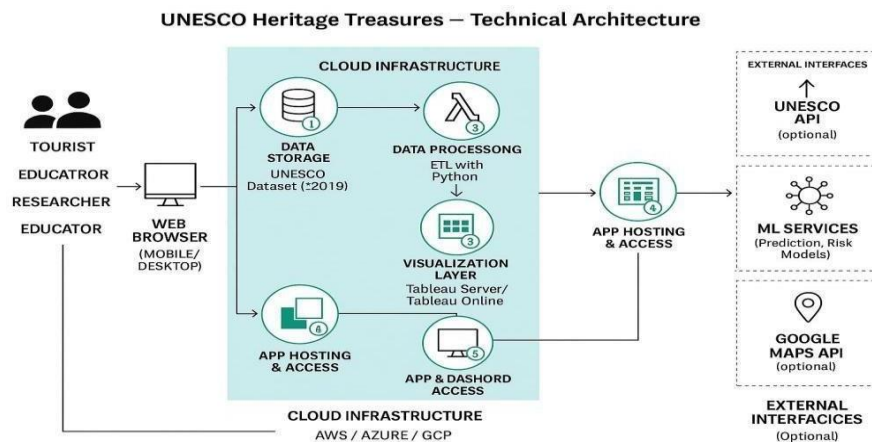 UNESCO Heritage Treasures — Technical Architecture
TOURIST
EDUCATROR
RESEARCHER
EDUCATOR
WEB
BROWSER
(MOBILE/
DESKTOP)
CLOUD INFRASTRUCTURE
1
DATA
STORAGE
UNESCO
Dataset (±2019)
3
DATA PROCESSONG
ETL with
Python
3
VISUALIZATION
LAYER
Tableau Server/
Tableau Online
6
APP HOSTING
& ACCESS
5
APP & DASHORD
ACCESS
CLOUD INFRASTRUCTURE
AWS / AZURE / GCP
4
APP HOSTING
& ACCESS
EXTERNAL INTERFACES
UNESCO
API
(optional)
ML SERVICES
(Prediction, Risk
Models)
GOOGLE
MAPS API
(optional)
EXTERNAL
INTERFACICES
(Optional)